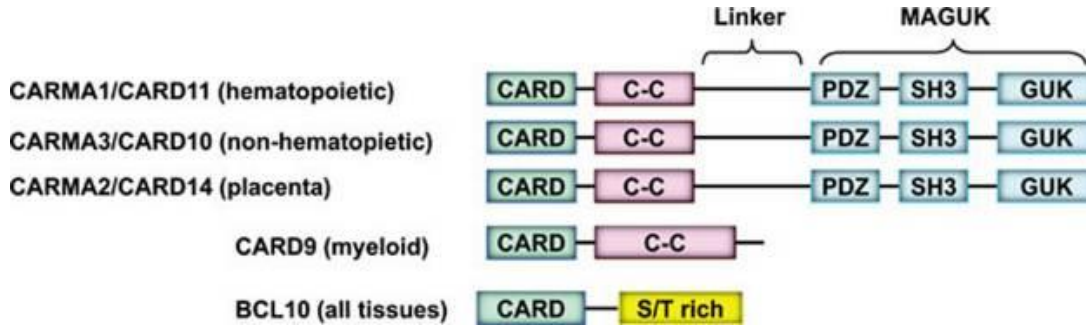 Linker MAGUK
CARMA1/CARD11 (hematopoietic) CARD C-C PDZ SH3 GUK
CARMA3/CARD10 (non-hematopietic) CARD C-C PDZ SH3 GUK
CARMA2/CARD14 (placenta) CARD C-C PDZ SH3 GUK
CARD9 (myeloid) CARD C-C
BCL10 (all tissues) CARD S/T rich